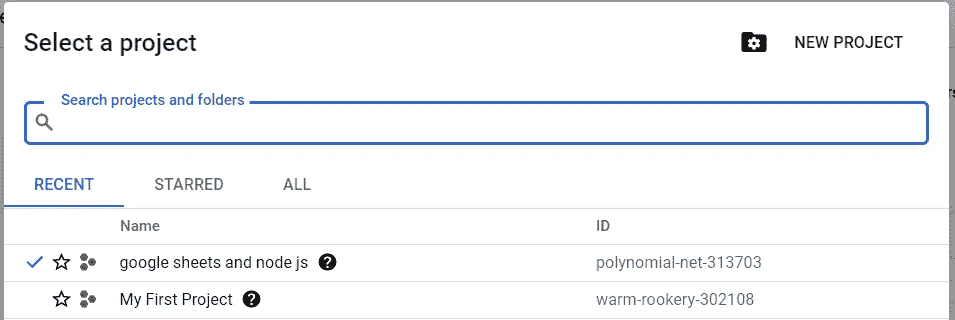 Select a project
NEW PROJECT
Search projects and folders
RECENT STARRED ALL
Name ID
google sheets and node js polynomial-net-313703
My First Project warm-rookery-302108